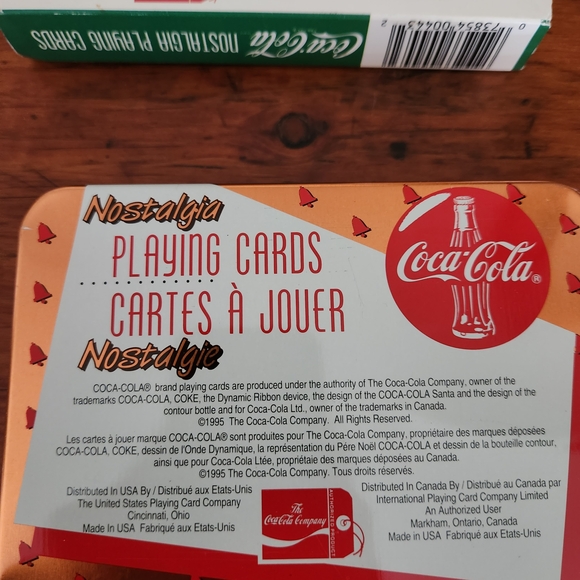 Coca-Cola NOSTALGIA PLAYING CARDS
0 73854 00443 2
Nostalgia
PLAYING CARDS
CARTES À JOUER
Nostalgie
Coca-Cola®
COCA-COLA® brand playing cards are produced under the authority of The Coca-Cola Company, owner of the
trademarks COCA-COLA, COKE, the Dynamic Ribbon device, the design of the COCA-COLA Santa and the design of the
contour bottle and for Coca-Cola Ltd., owner of the trademarks in Canada.
©1995 The Coca-Cola Company. All Rights Reserved.
Les cartes à jouer marque COCA-COLA® sont produites pour The Coca-Cola Company, propriétaire des marques déposées
COCA-COLA, COKE, dessin de l'Onde Dynamique, la représentation du Père Noël COCA-COLA et dessin de la bouteille contour,
ainsi que pour Coca-Cola Ltée, propriétaire des marques déposées au Canada.
©1995 The Coca-Cola Company. Tous droits réservés.
Distributed In USA By / Distribué aux Etats-Unis
The United States Playing Card Company
Cincinnati, Ohio
Made in USA Fabriqué aux Etats-Unis
The
Coca-Cola Company
AUTHORIZED PRODUCT
Distributed In Canada By / Distribué au Canada par
International Playing Card Company Limited
An Authorized User
Markham, Ontario, Canada
Made in USA Fabriqué aux Etats-Unis